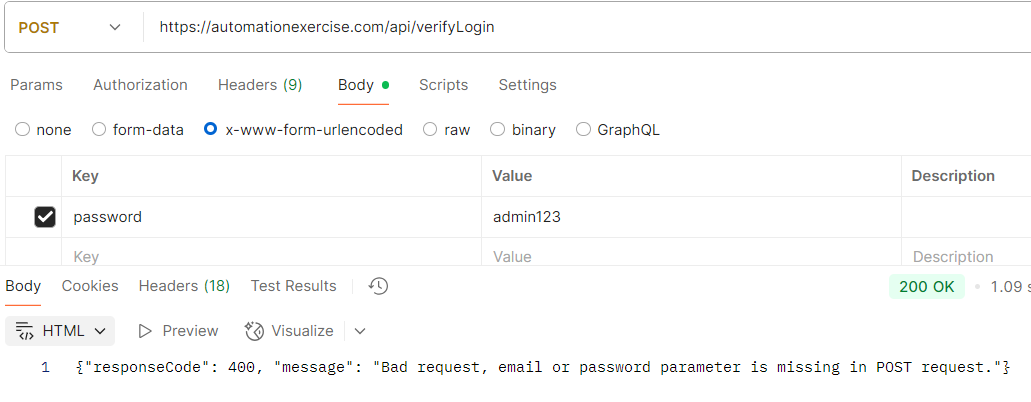 POST https://automationexercise.com/api/verifyLogin
Params Authorization Headers (9) Body Scripts Settings
none form-data x-www-form-urlencoded raw binary GraphQL
Key Value Description
password admin123
Key Value Description
Body Cookies Headers (18) Test Results 200 OK 1.09 s
HTML Preview Visualize
1 {"responseCode": 400, "message": "Bad request, email or password parameter is missing in POST request."}